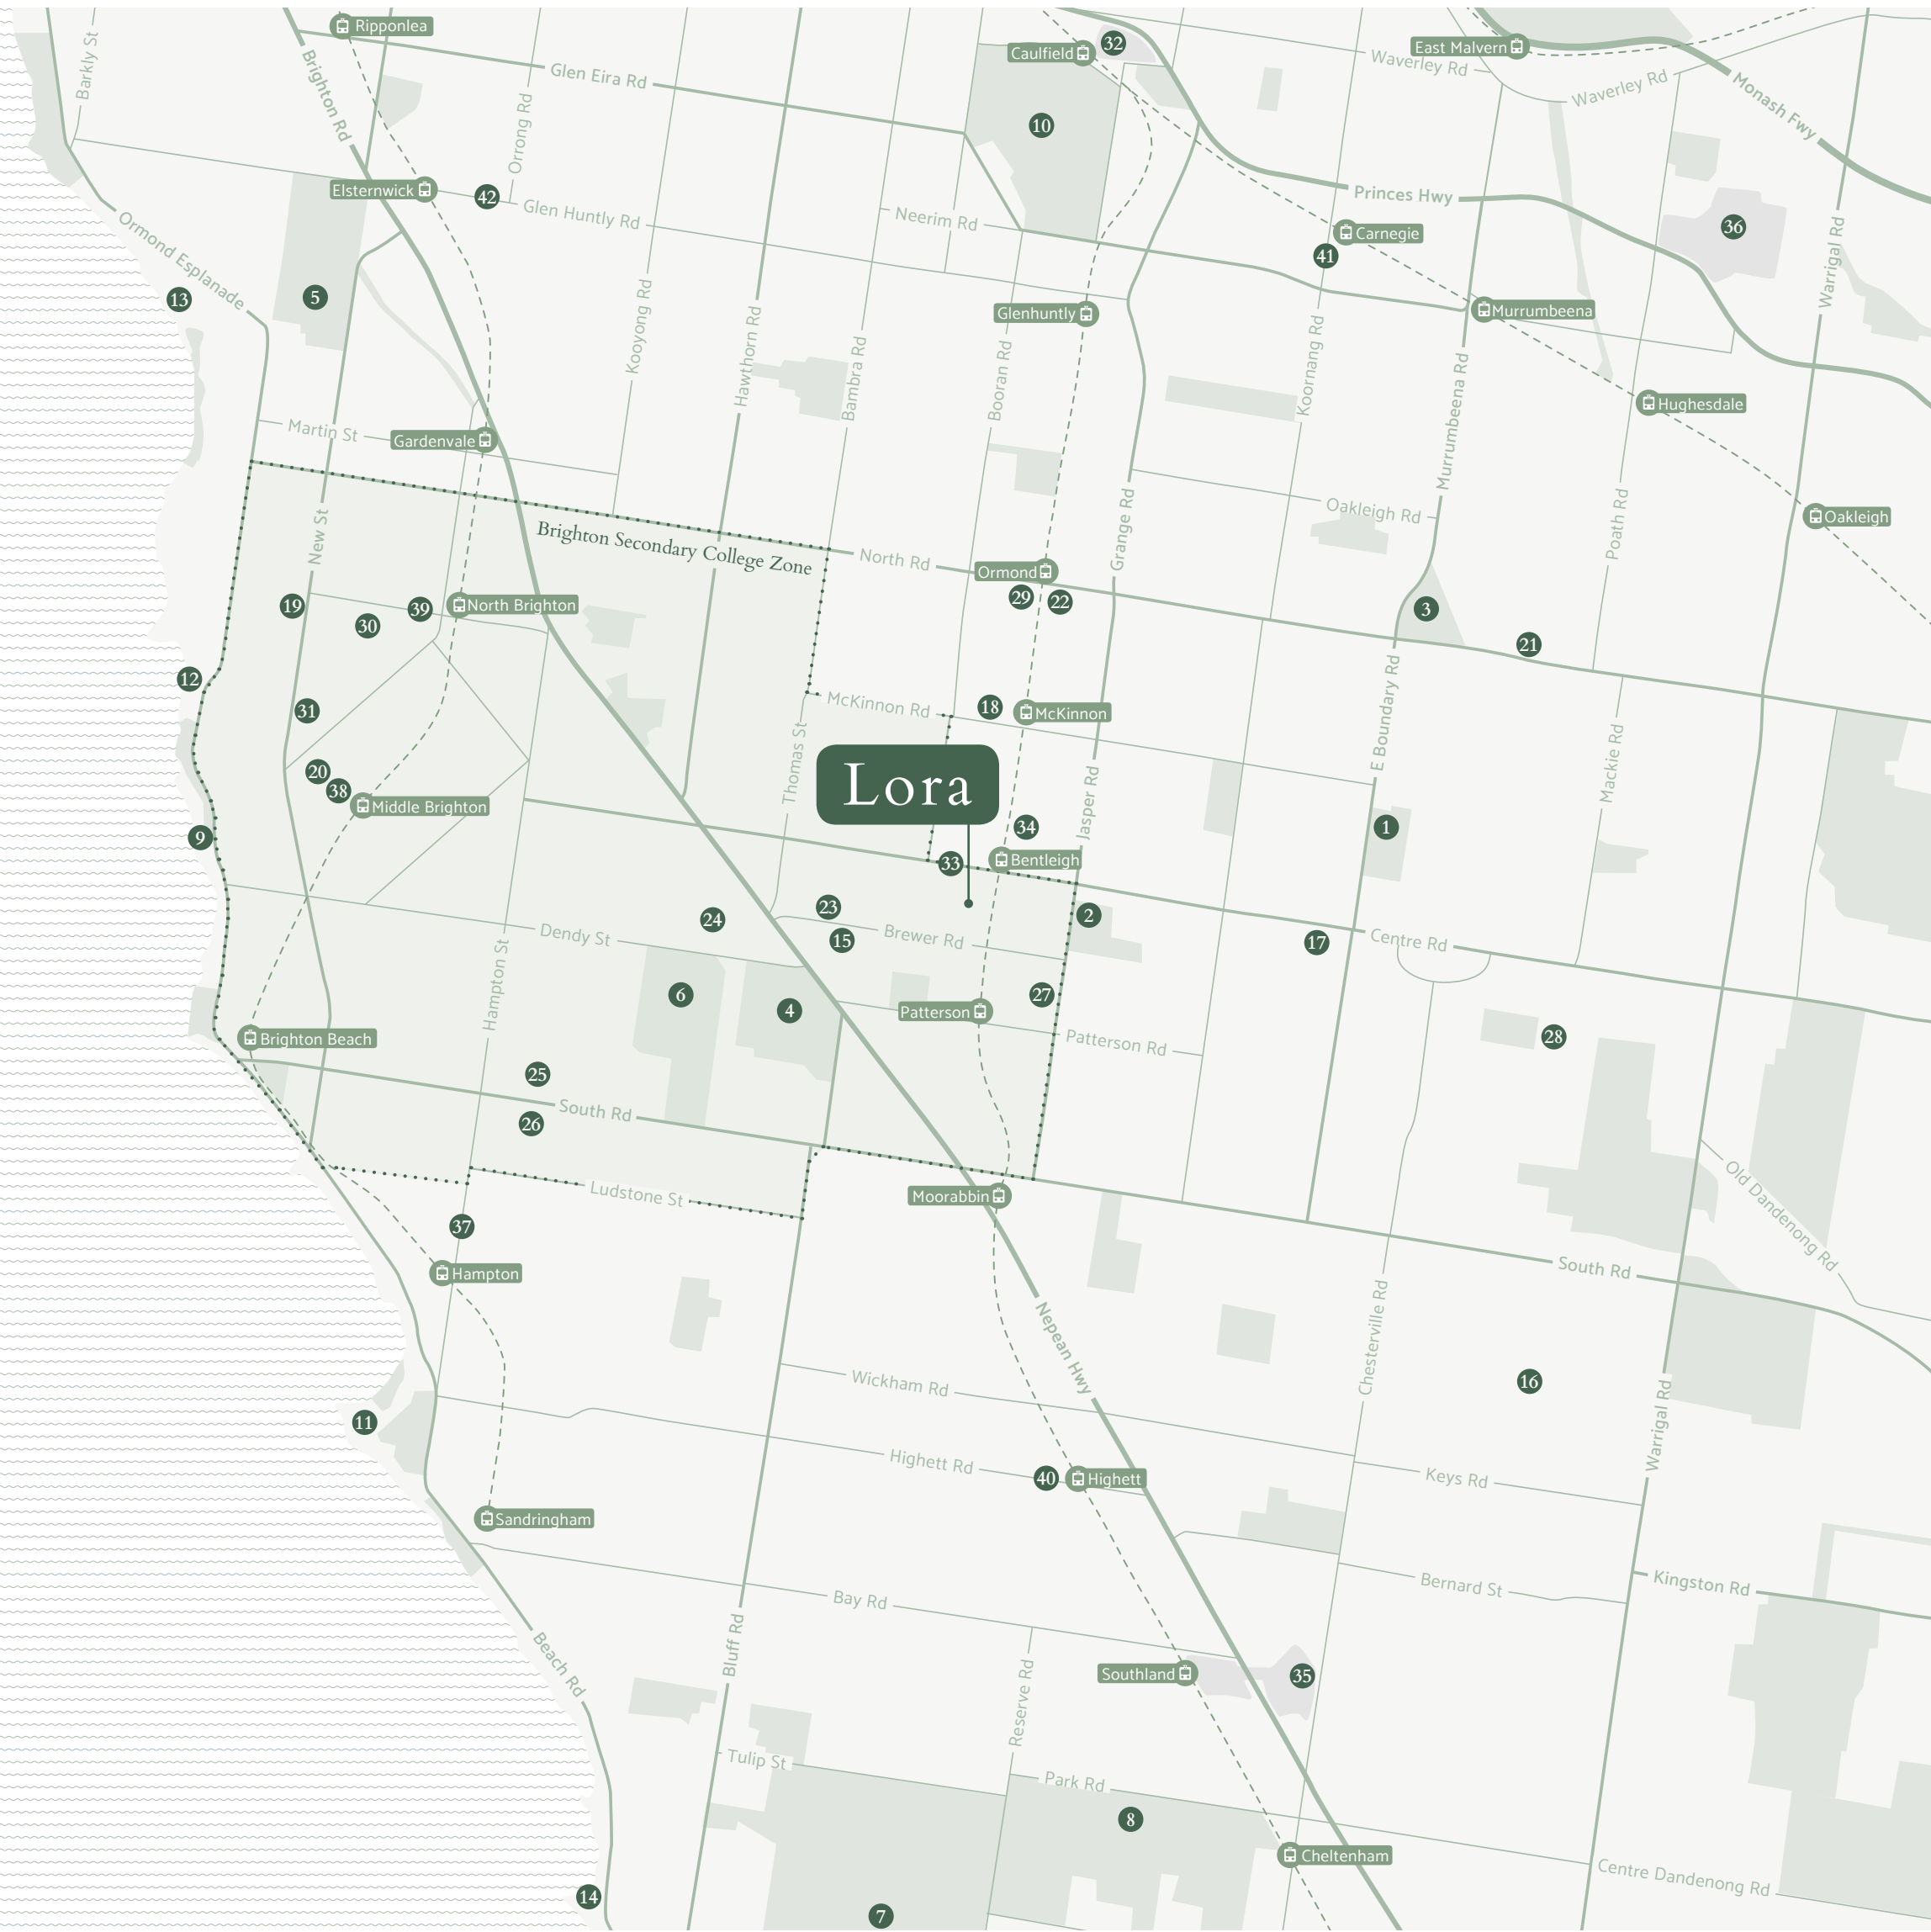 Ripponlea
Barkly St
Brighton Rd
Glen Eira Rd
Orrong Rd
Caulfield
32
East Malvern
Waverley Rd
Waverley Rd
Monash Fwy
10
Elsternwick
42
Glen Huntly Rd
Neerim Rd
Princes Hwy
Carnegie
41
36
Warrigal Rd
Ormond Esplanade
13
5
Kooyong Rd
Hawthorn Rd
Bambra Rd
Booran Rd
Glenhuntly
Koornang Rd
Murrumbeena
Murrumbeena Rd
Hughesdale
Martin St
Gardenvale
New St
Brighton Secondary College Zone
North Rd
Grange Rd
Oakleigh Rd
Poath Rd
Oakleigh
Ormond
29
22
19
30
39
North Brighton
3
21
12
31
McKinnon Rd
18
McKinnon
E Boundary Rd
Mackie Rd
20
38
Middle Brighton
Thomas St
Lora
Jasper Rd
9
34
33
Bentleigh
1
24
23
15
Brewer Rd
2
17
Centre Rd
Dendy St
Hampton St
6
4
Patterson
27
Patterson Rd
28
Brighton Beach
25
South Rd
26
Ludstone St
Moorabbin
Old Dandenong Rd
37
Hampton
South Rd
Nepean Hwy
Chesterville Rd
Wickham Rd
16
11
Highett Rd
40
Highett
Keys Rd
Warrigal Rd
Sandringham
Bernard St
Kingston Rd
Bay Rd
Beach Rd
Bluff Rd
Reserve Rd
Southland
35
Tulip St
Park Rd
8
Cheltenham
Centre Dandenong Rd
14
7